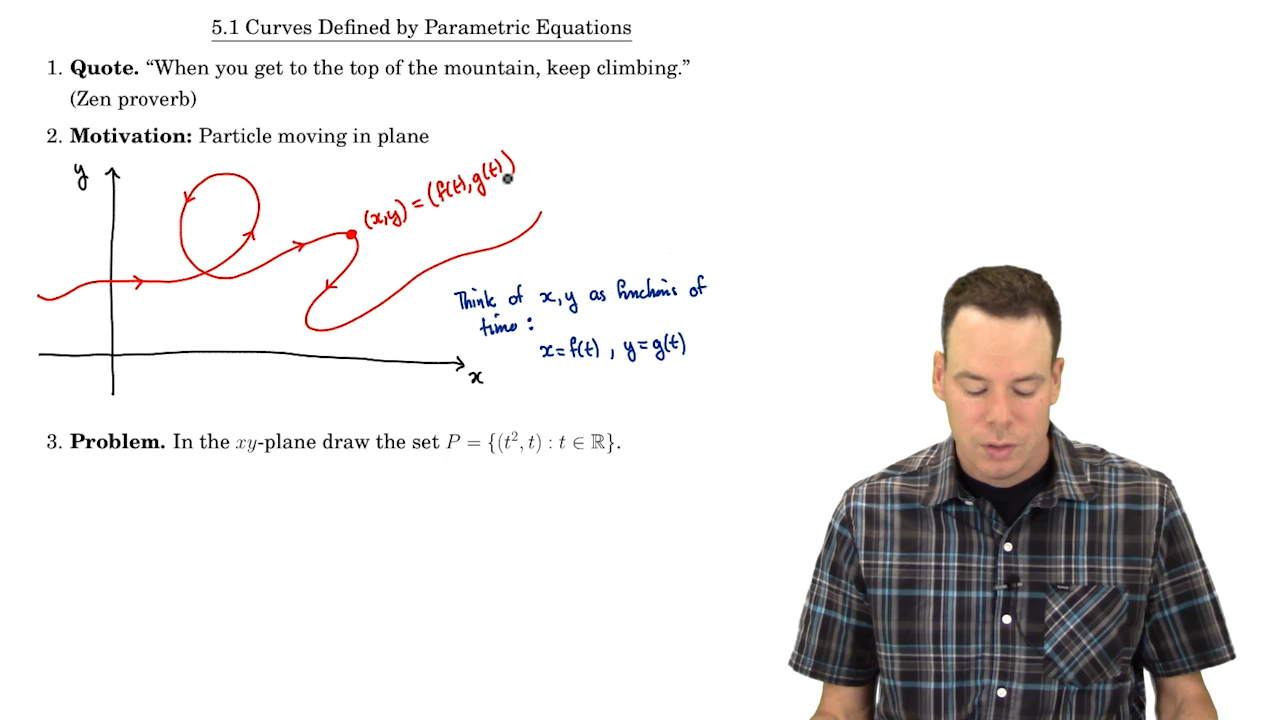 5.1 Curves Defined by Parametric Equations
1. Quote. “When you get to the top of the mountain, keep climbing.”
(Zen proverb)
2. Motivation: Particle moving in plane
y
(x,y) = (f(t), g(t))
Think of x, y as functions of
time :
x = f(t) , y = g(t)
x
3. Problem. In the xy-plane draw the set P = {(t², t) : t ∈ ℝ}.